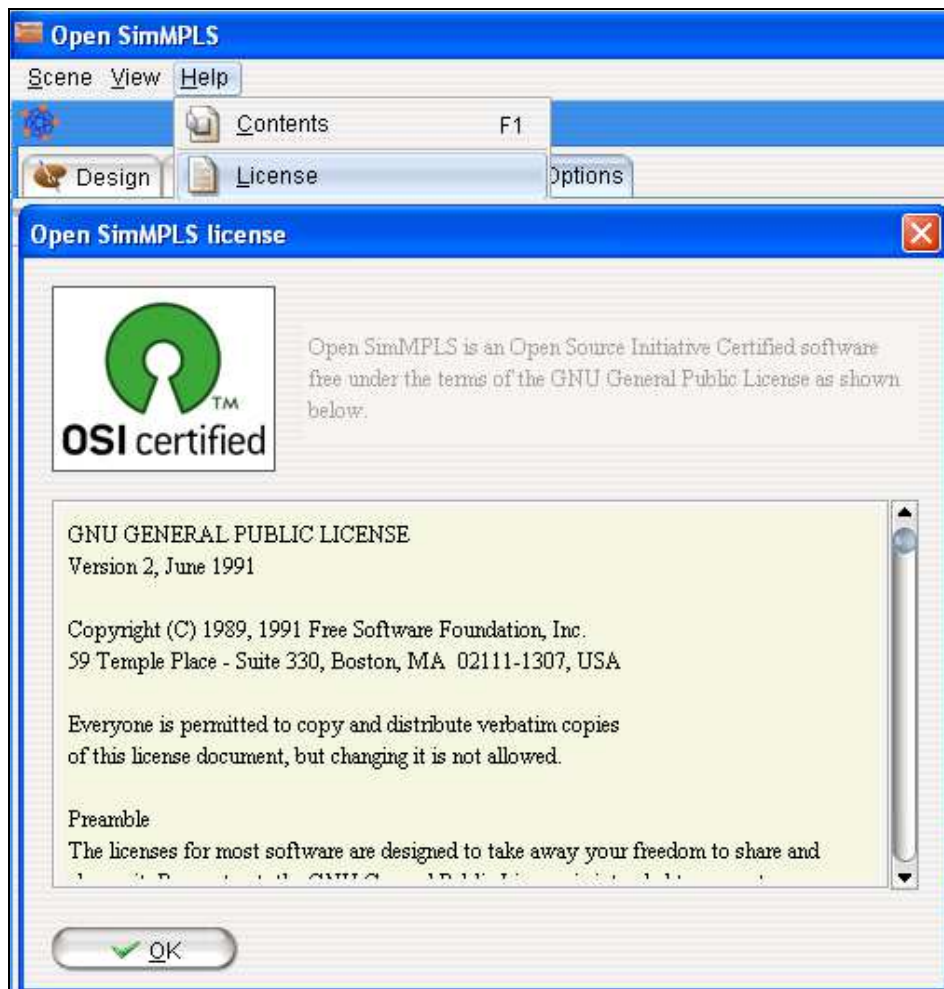 Open SimMPLS
Scene View Help
Contents F1
Design
License
Options
Open SimMPLS license
TM
OSI certified
Open SimMPLS is an Open Source Initiative Certified software
free under the terms of the GNU General Public License as shown
below.
GNU GENERAL PUBLIC LICENSE
Version 2, June 1991
Copyright (C) 1989, 1991 Free Software Foundation, Inc.
59 Temple Place - Suite 330, Boston, MA 02111-1307, USA
Everyone is permitted to copy and distribute verbatim copies
of this license document, but changing it is not allowed.
Preamble
The licenses for most software are designed to take away your freedom to share and
OK